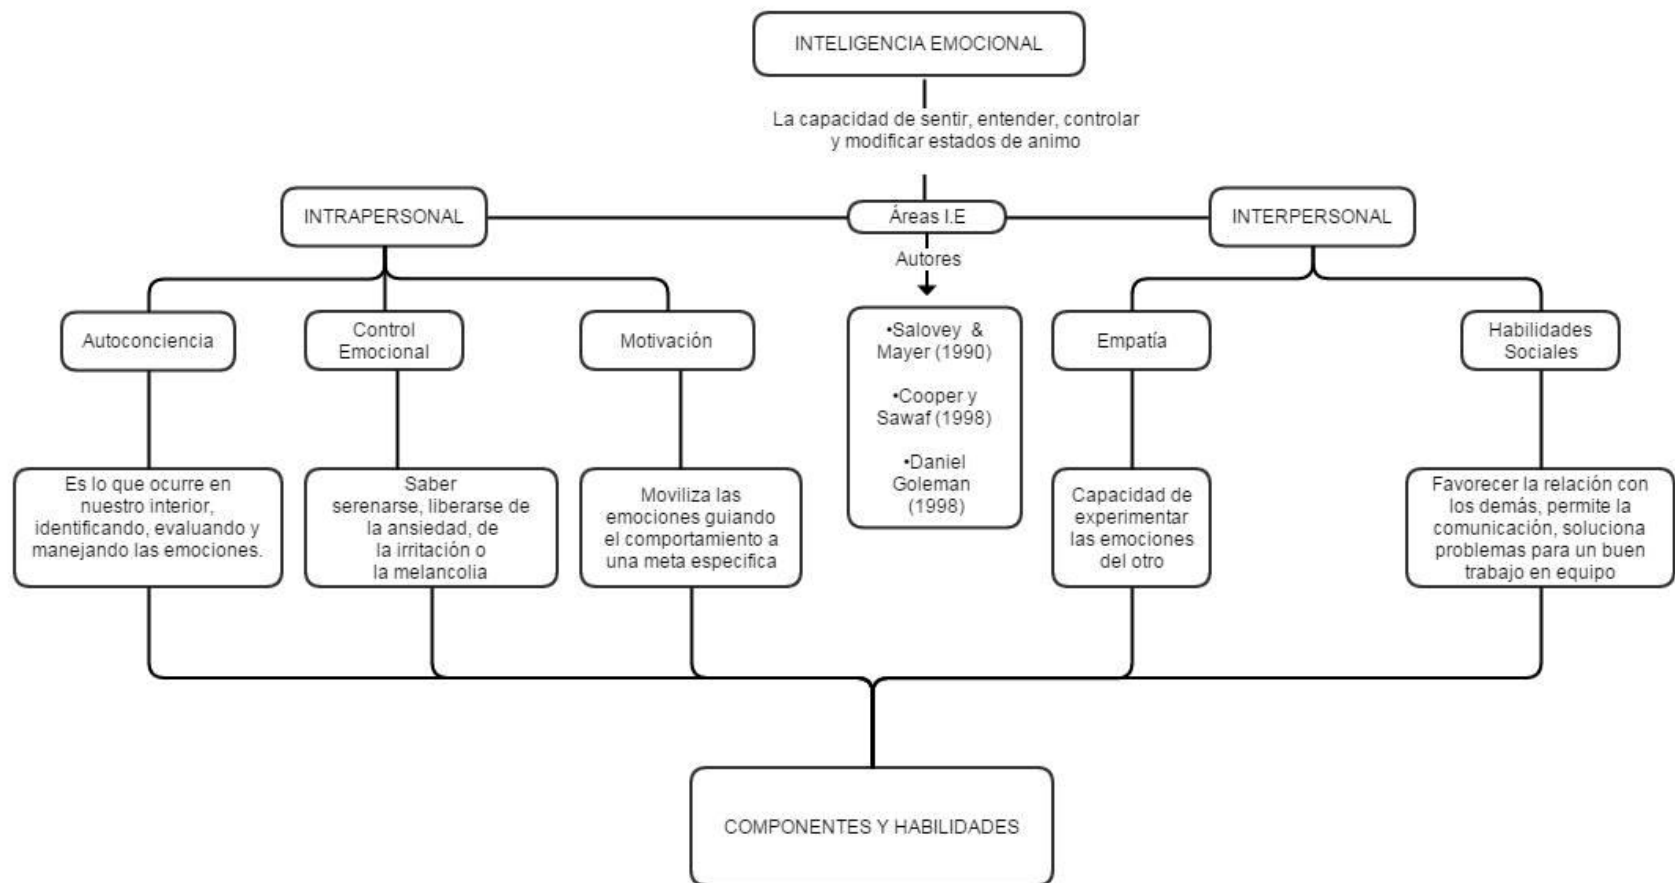 INTELIGENCIA EMOCIONAL
La capacidad de sentir, entender, controlar
y modificar estados de animo
INTRAPERSONAL
Áreas I.E
INTERPERSONAL
Autores
Autoconciencia
Control
Emocional
Motivación
•Salovey & 
Mayer (1990)
•Cooper y
Sawaf (1998)
•Daniel
Goleman
(1998)
Empatía
Habilidades
Sociales
Es lo que ocurre en
nuestro interior,
identificando, evaluando y
manejando las emociones.
Saber
serenarse, liberarse de
la ansiedad, de
la irritación o
la melancolia
Moviliza las
emociones guiando
el comportamiento a
una meta especifica
Capacidad de
experimentar
las emociones
del otro
Favorecer la relación con
los demás, permite la
comunicación, soluciona
problemas para un buen
trabajo en equipo
COMPONENTES Y HABILIDADES